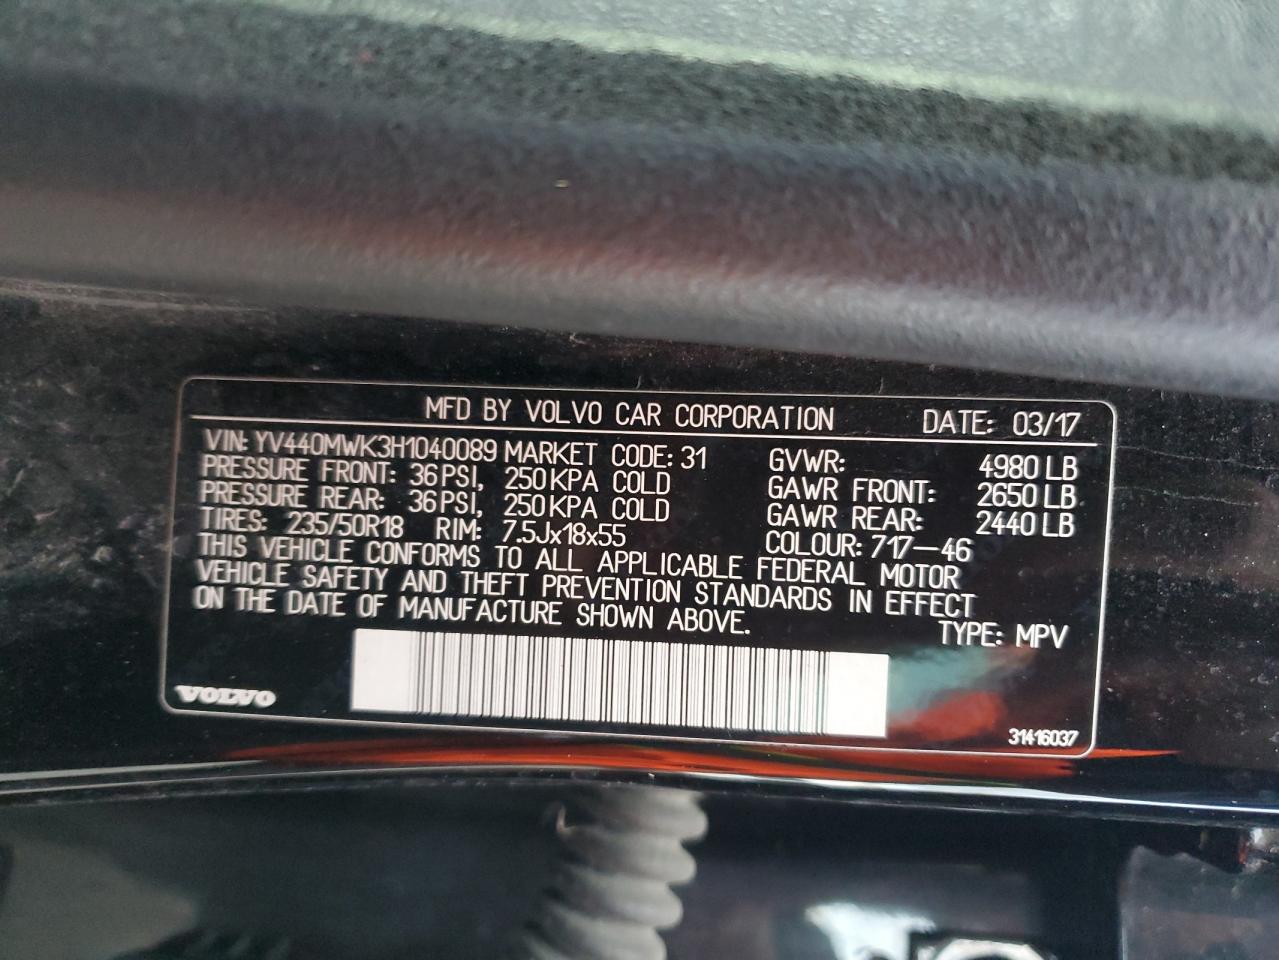 MFD BY VOLVO CAR CORPORATION DATE: 03/17
VIN: YV440MWK3H1040089 MARKET CODE: 31 GVWR: 4980 LB
PRESSURE FRONT: 36 PSI, 250 KPA COLD GAWR FRONT: 2650 LB
PRESSURE REAR: 36 PSI, 250 KPA COLD GAWR REAR: 2440 LB
TIRES: 235/50R18 RIM: 7.5Jx18x55 COLOUR: 717-46
THIS VEHICLE CONFORMS TO ALL APPLICABLE FEDERAL MOTOR
VEHICLE SAFETY AND THEFT PREVENTION STANDARDS IN EFFECT
ON THE DATE OF MANUFACTURE SHOWN ABOVE. TYPE: MPV
VOLVO 31416037